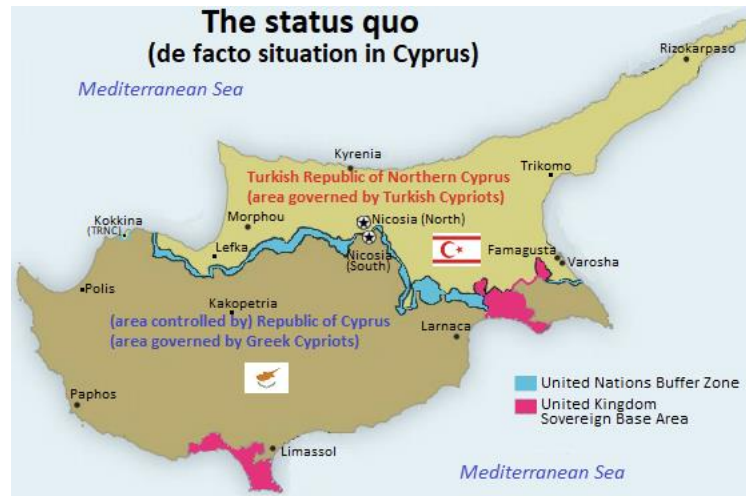 The status quo
(de facto situation in Cyprus)
Mediterranean Sea
Rizokarpaso
Kyrenia
Trikomo
Turkish Republic of Northern Cyprus
(area governed by Turkish Cypriots)
Kokkina
(TRNC)
Morphou
Nicosia (North)
Lefka
Nicosia
(South)
Famagusta
Varosha
Polis
Kakopetria
(area controlled by) Republic of Cyprus
(area governed by Greek Cypriots)
Larnaca
United Nations Buffer Zone
United Kingdom
Sovereign Base Area
Paphos
Limassol
Mediterranean Sea